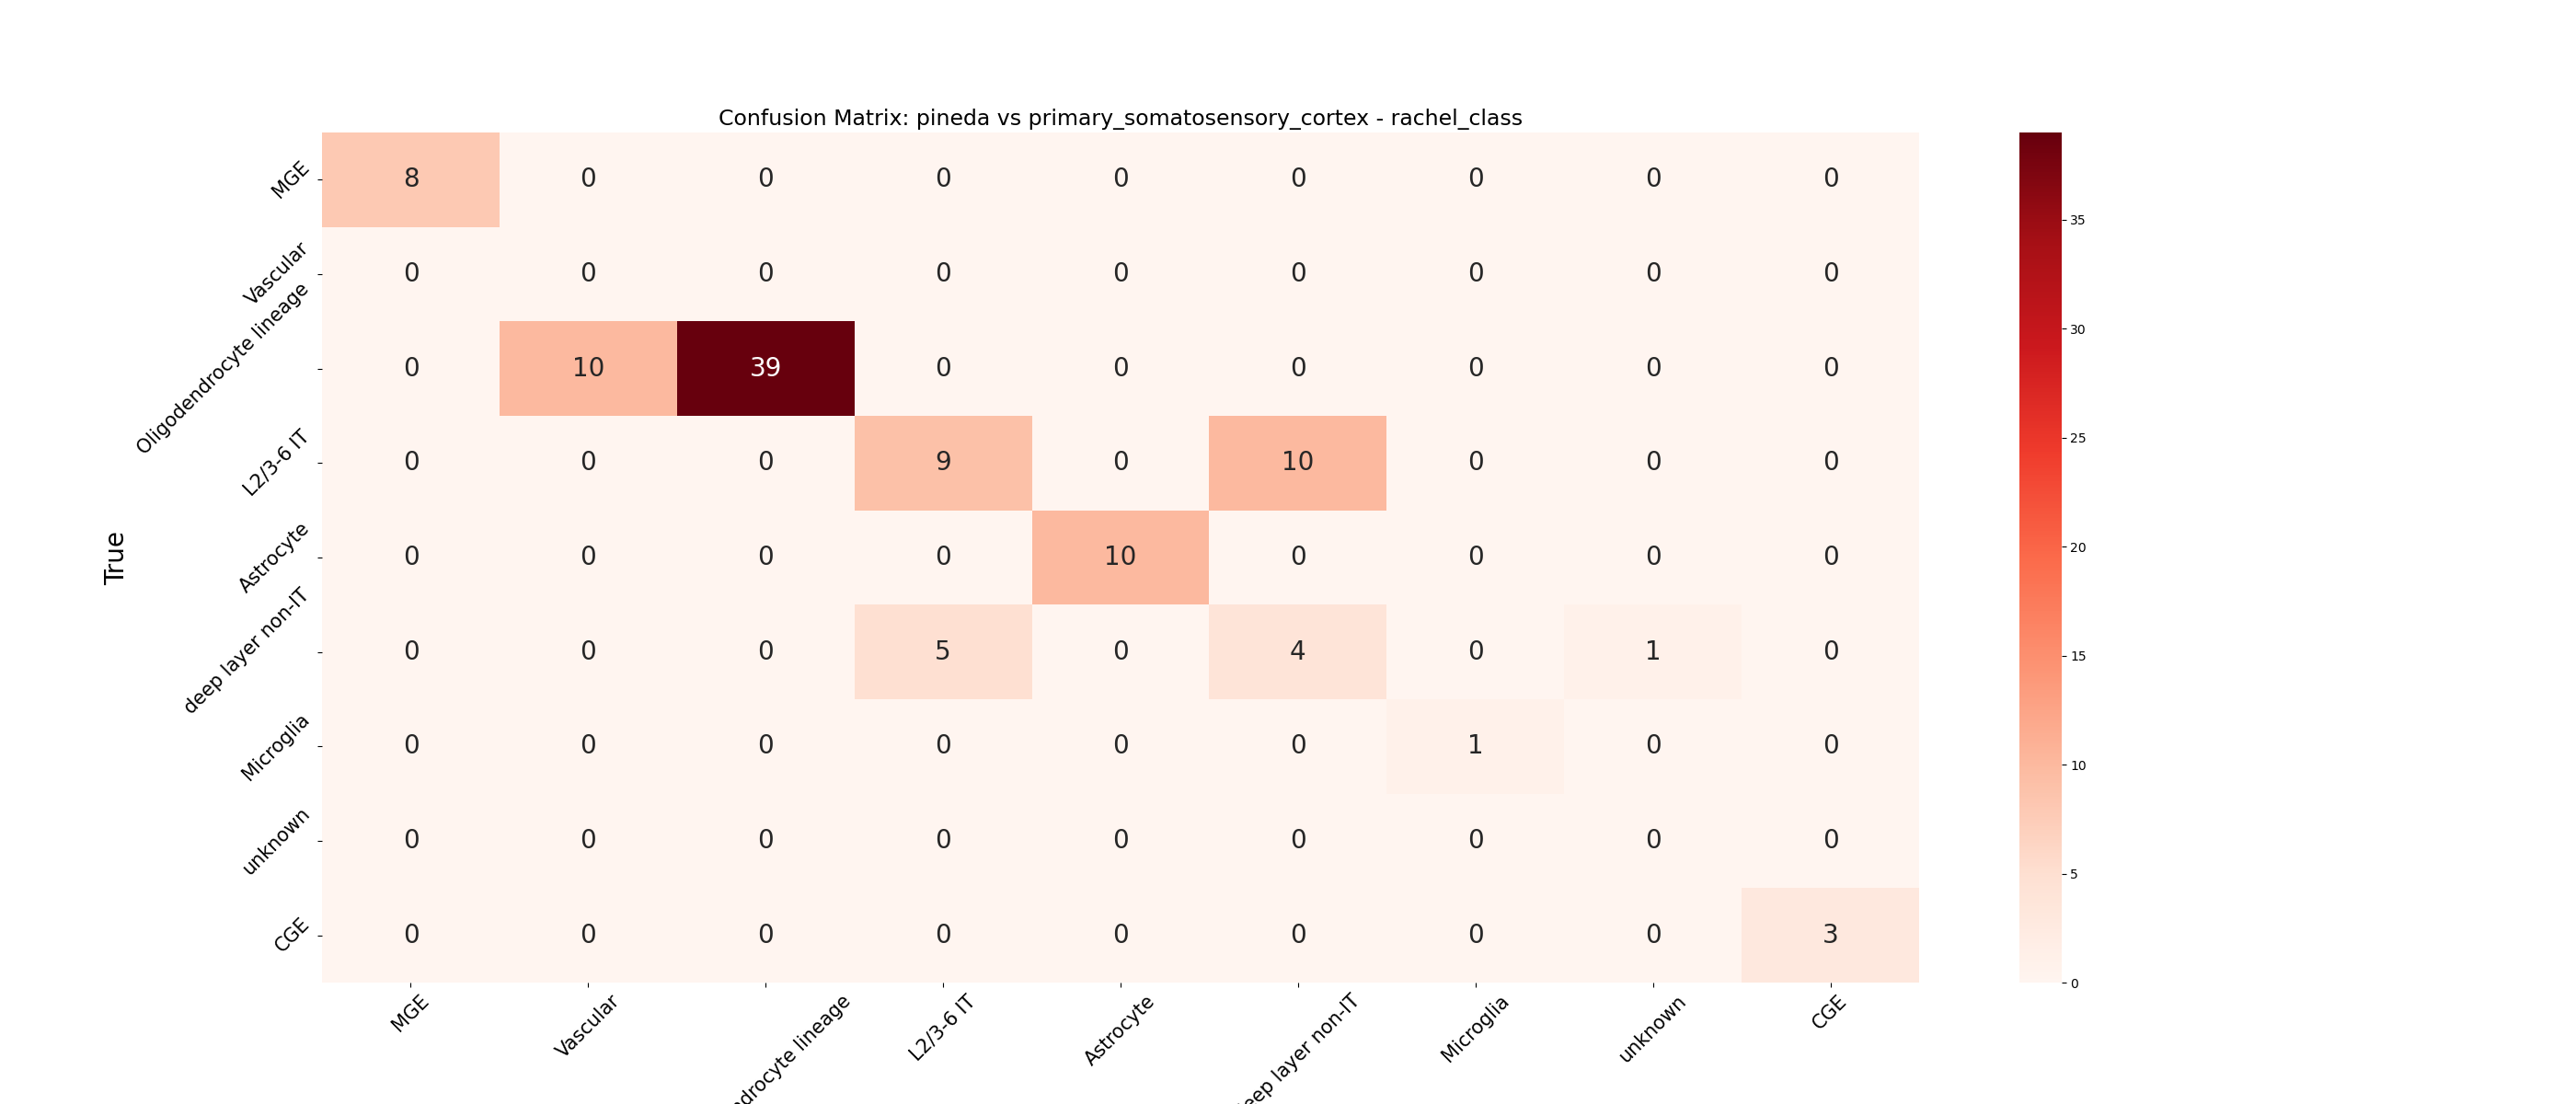 Confusion Matrix: pineda vs primary_somatosensory_cortex - rachel_class
True
MGE 8 0 0 0 0 0 0 0 0
Vascular 0 0 0 0 0 0 0 0 0
Oligodendrocyte lineage 0 10 39 0 0 0 0 0 0
L2/3-6 IT 0 0 0 9 0 10 0 0 0
Astrocyte 0 0 0 0 10 0 0 0 0
deep layer non-IT 0 0 0 5 0 4 0 1 0
Microglia 0 0 0 0 0 0 1 0 0
unknown 0 0 0 0 0 0 0 0 0
CGE 0 0 0 0 0 0 0 0 3
MGE Vascular ndrocyte lineage L2/3-6 IT Astrocyte eep layer non-IT Microglia unknown CGE
35
30
25
20
15
10
5
0